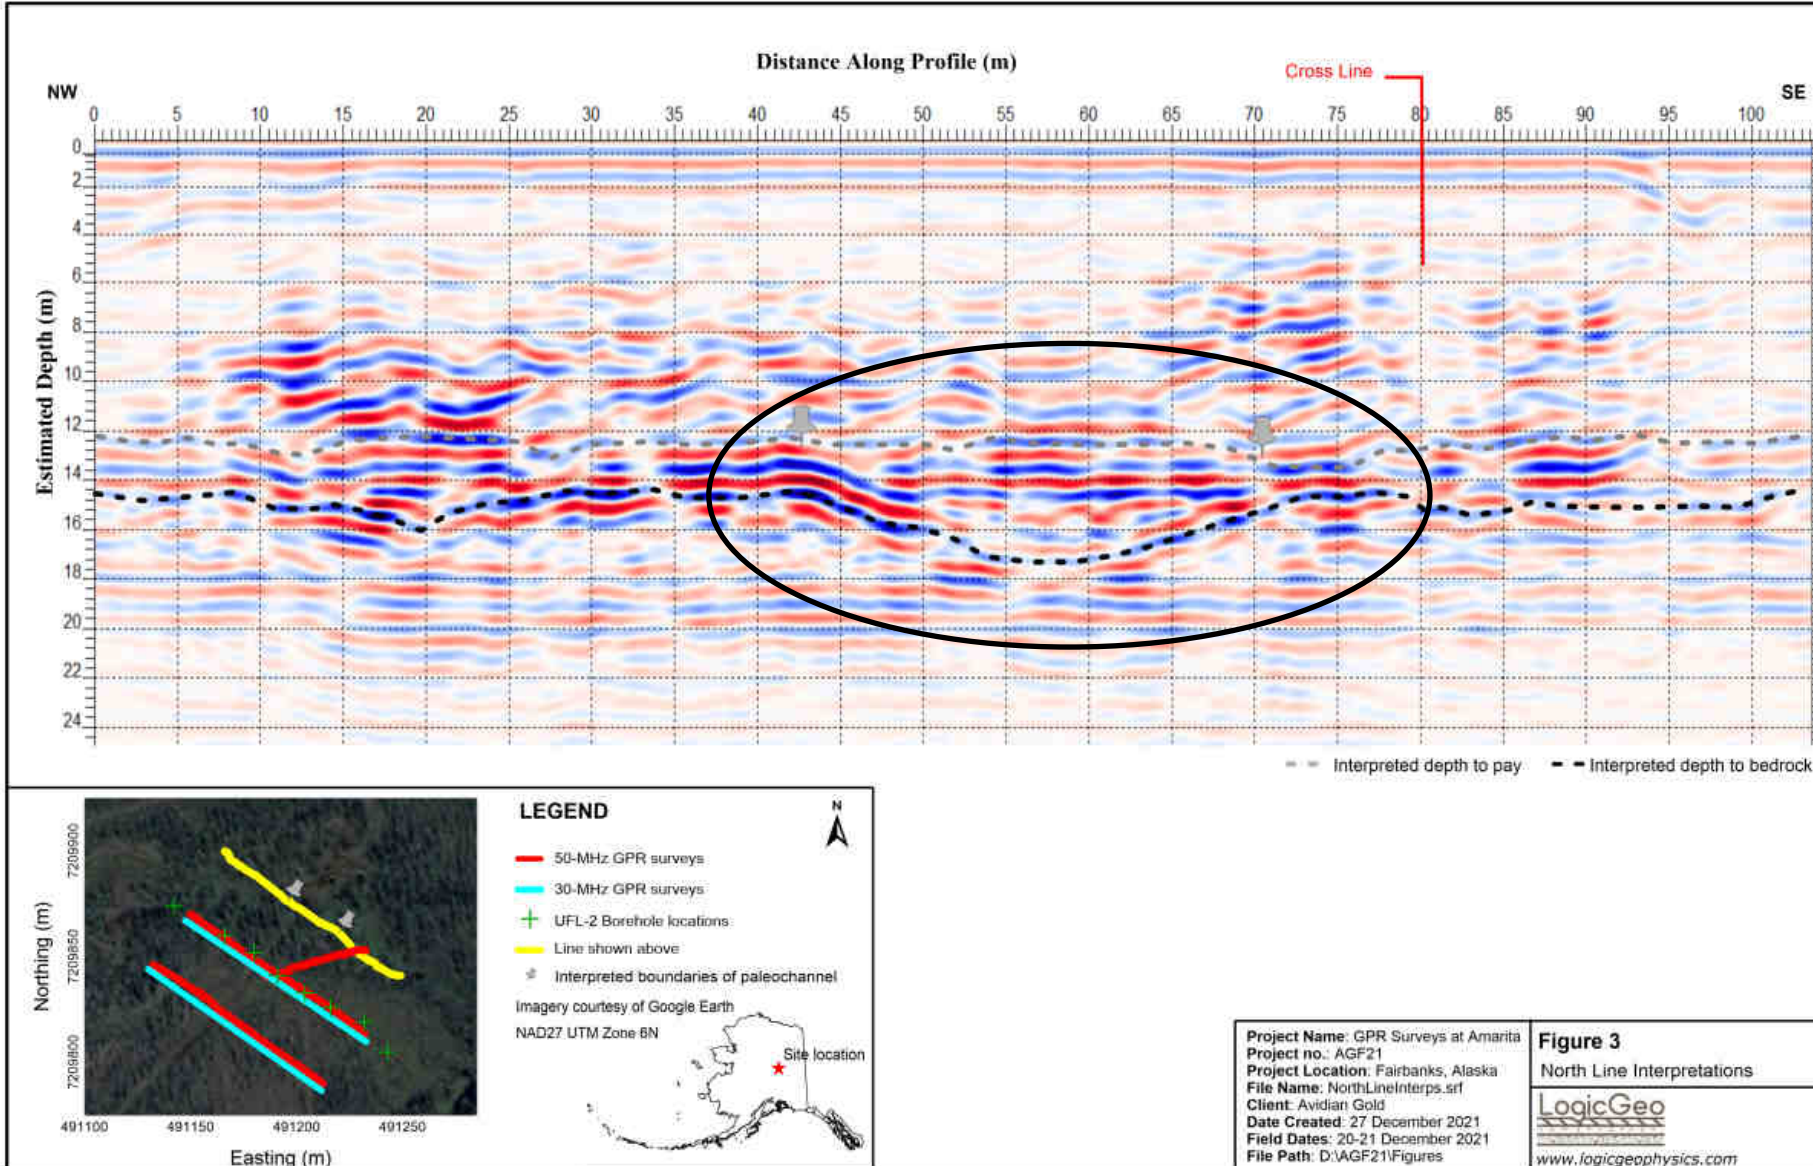 Distance Along Profile (m)
Cross Line
NW
SE
0 5 10 15 20 25 30 35 40 45 50 55 60 65 70 75 80 85 90 95 100
Estimated Depth (m)
0
2
4
6
8
10
12
14
16
18
20
22
24
Interpreted depth to pay
Interpreted depth to bedrock
Northing (m)
7209900
7209850
7209800
491100 491150 491200 491250
Easting (m)
LEGEND
N
50-MHz GPR surveys
30-MHz GPR surveys
UFL-2 Borehole locations
Line shown above
Interpreted boundaries of paleochannel
Imagery courtesy of Google Earth
NAD27 UTM Zone 6N
Site location
Project Name: GPR Surveys at Amarita
Project no.: AGF21
Project Location: Fairbanks, Alaska
File Name: NorthLineInterps.srf
Client: Avidian Gold
Date Created: 27 December 2021
Field Dates: 20-21 December 2021
File Path: D:\AGF21\Figures
Figure 3
North Line Interpretations
LogicGeo
www.logicgeophysics.com